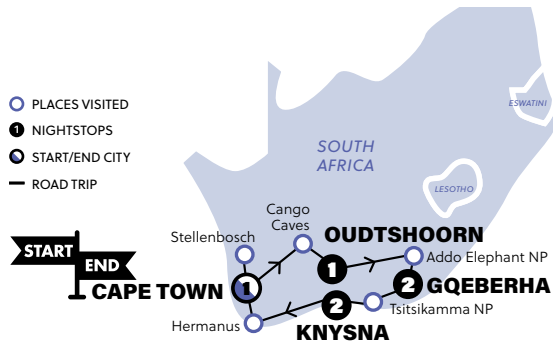 PLACES VISITED
1 NIGHTSTOPS
START/END CITY
ROAD TRIP
SOUTH
AFRICA
ESWATINI
LESOTHO
START
END
Stellenbosch
Cango
Caves
OUDTSHOORN
1
Addo Elephant NP
CAPE TOWN
1
2
GQEBERHA
Tsitsikamma NP
Hermanus
2
KNYSNA